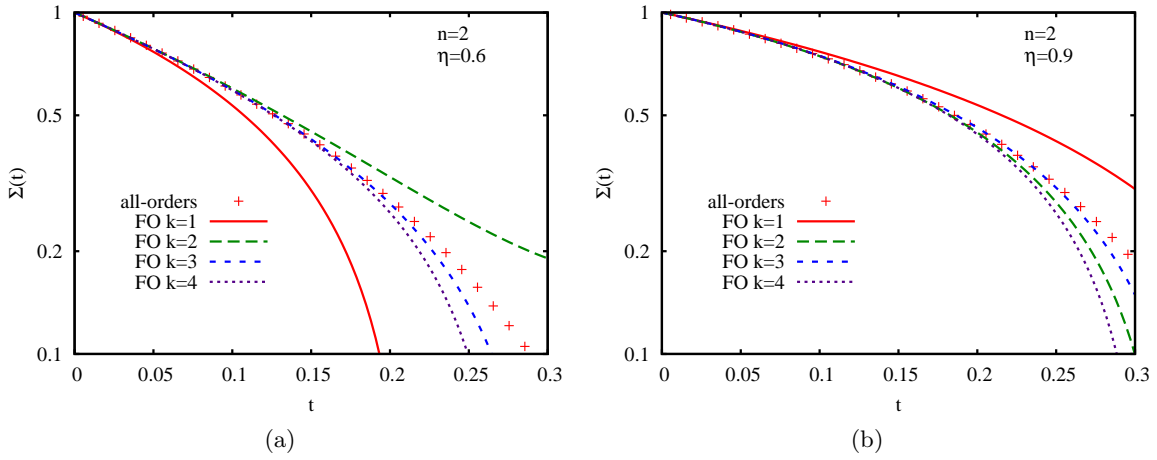 n=2
η=0.6
1
0.5
0.2
0.1
Σ(t)
all-orders
FO k=1
FO k=2
FO k=3
FO k=4
0 0.05 0.1 0.15 0.2 0.25 0.3
t
(a)
n=2
η=0.9
1
0.5
0.2
0.1
Σ(t)
all-orders
FO k=1
FO k=2
FO k=3
FO k=4
0 0.05 0.1 0.15 0.2 0.25 0.3
t
(b)